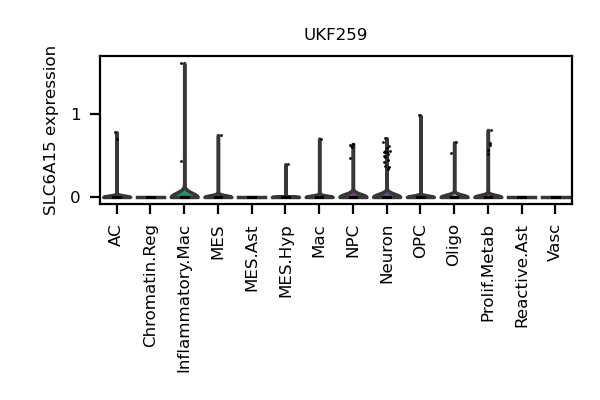 UKF259
SLC6A15 expression
1
0
AC
Chromatin.Reg
Inflammatory.Mac
MES
MES.Ast
MES.Hyp
Mac
NPC
Neuron
OPC
Oligo
Prolif.Metab
Reactive.Ast
Vasc